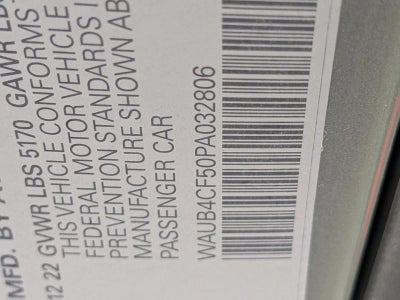 MFD. BY A
12 22 GVWR LBS 5170 GAWR LBS
THIS VEHICLE CONFORMS
FEDERAL MOTOR VEHICLE
PREVENTION STANDARDS I
MANUFACTURE SHOWN AB
PASSENGER CAR
WAUB4CF50PA032806